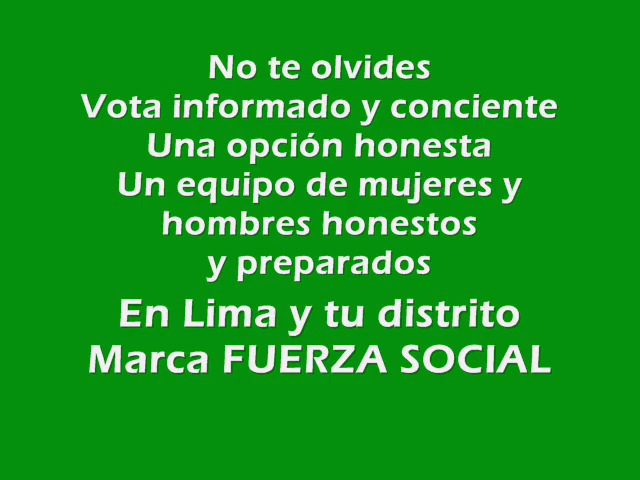 No te olvides
Vota informado y conciente
Una opción honesta
Un equipo de mujeres y
hombres honestos
y preparados
En Lima y tu distrito
Marca FUERZA SOCIAL